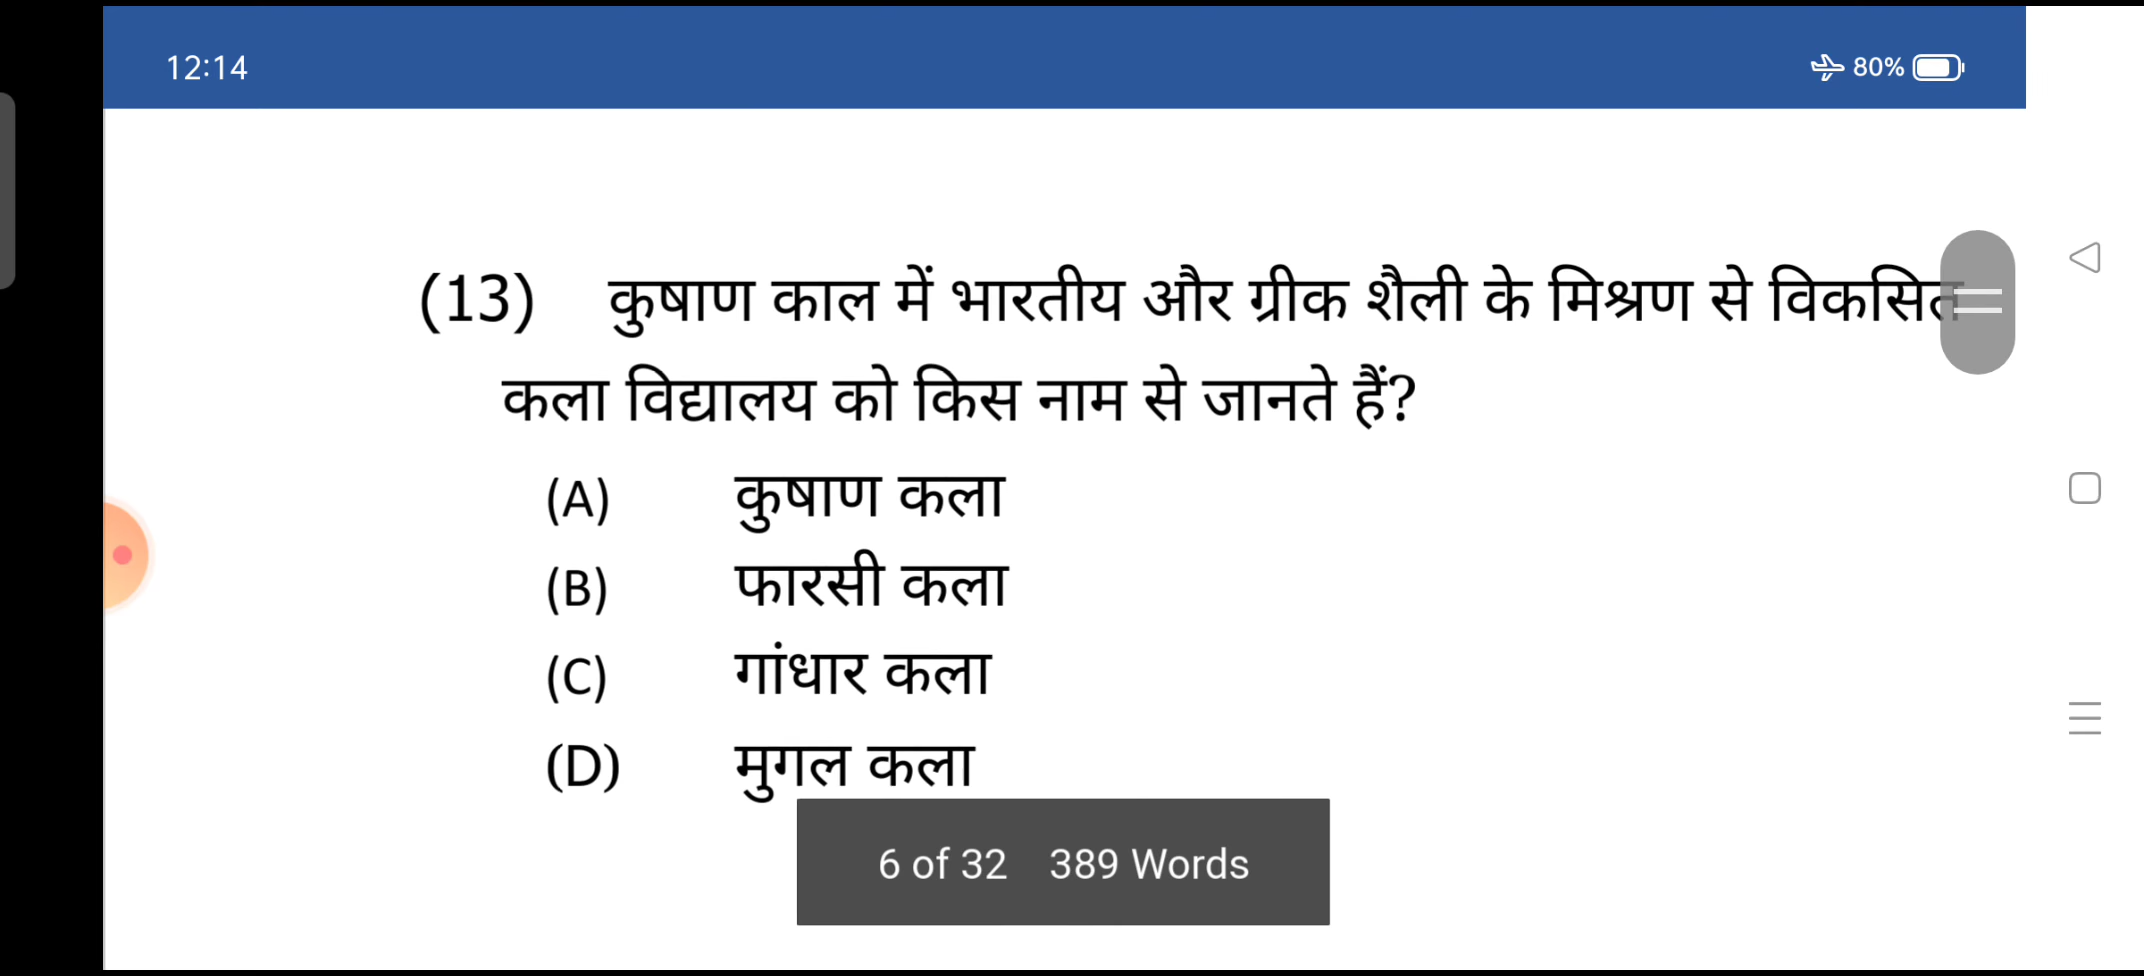 12:14
80%
(13) कुषाण काल में भारतीय और ग्रीक शैली के मिश्रण से विकसित
कला विद्यालय को किस नाम से जानते हैं?
(A) कुषाण कला
(B) फारसी कला
(C) गांधार कला
(D) मुगल कला
6 of 32 389 Words